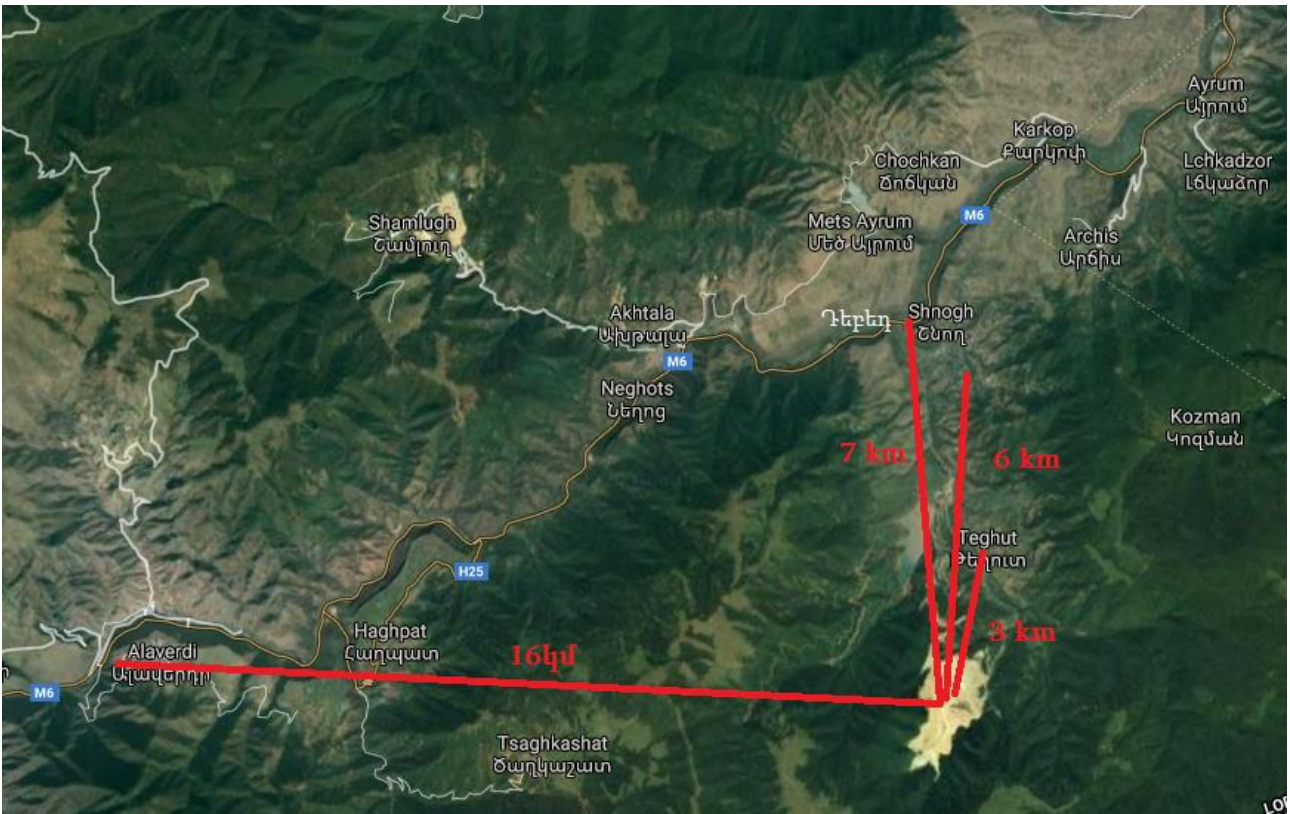 Ayrum
Այրում
Karkop
Քարկոփ
Chochkan
Ճոճկան
Lchkadzor
Լճկաձոր
Shamlugh
Շամլուղ
Mets Ayrum
Մեծ Այրում
M6
Archis
Արճիս
Akhtala
Ախթալա
Դեբեդ
Shnogh
Շնող
M6
Neghots
Նեղոց
Kozman
Կոզման
7 km
6 km
Teghut
Թեղուտ
H25
Haghpat
Հաղպատ
3 km
Alaverdi
Ալավերդի
16կմ
M6
Tsaghkashat
Ծաղկաշատ